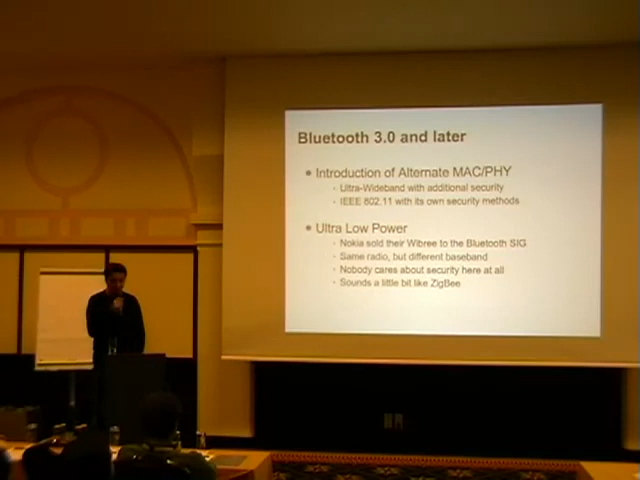 Bluetooth 3.0 and later
Introduction of Alternate MAC/PHY
Ultra-Wideband with additional security
IEEE 802.11 with its own security methods
Ultra Low Power
Nokia sold their Wibree to the Bluetooth SIG
Same radio, but different baseband
Nobody cares about security here at all
Sounds a little bit like ZigBee